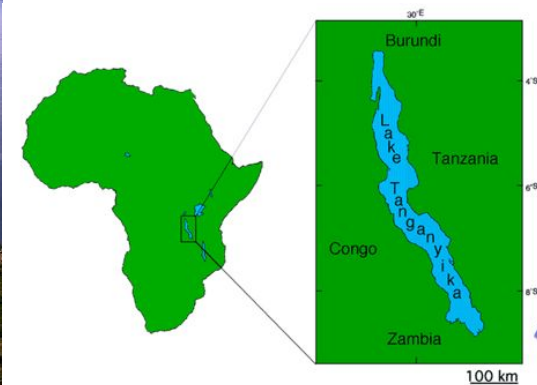 30°E
Burundi
4°S
Lake
Tanzania
6°S
Tanganyika
Congo
8°S
Zambia
100 km